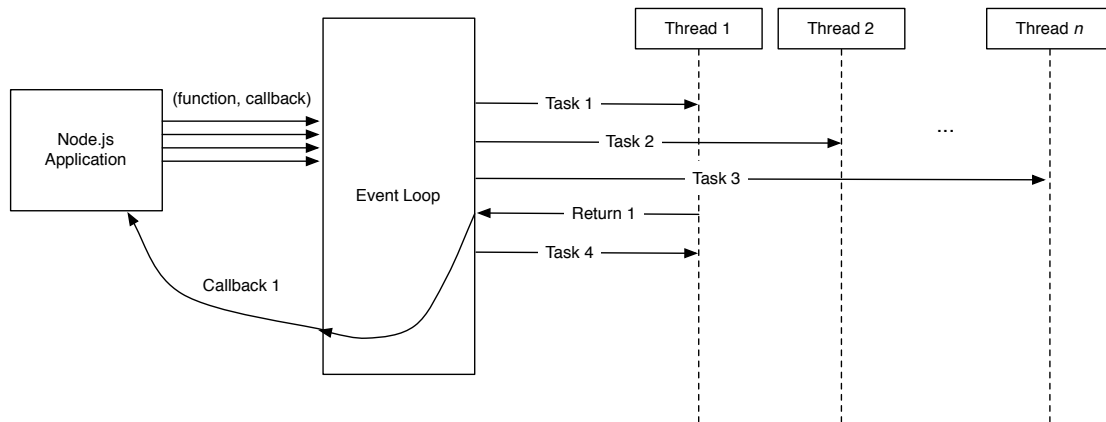 Thread 1
Thread 2
Thread n
(function, callback)
Task 1
...
Node.js
Application
Task 2
Task 3
Event Loop
Return 1
Task 4
Callback 1